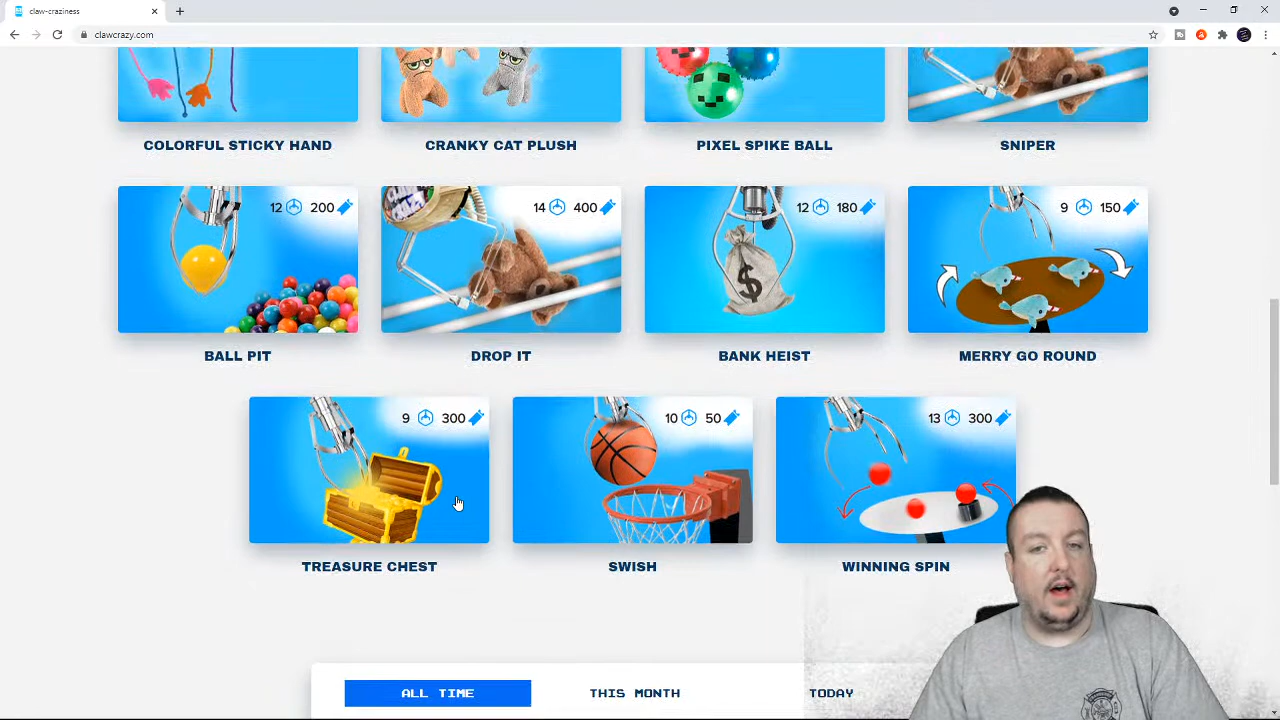 claw-craziness
clawcrazy.com
COLORFUL STICKY HAND
CRANKY CAT PLUSH
PIXEL SPIKE BALL
SNIPER
12 200
14 400
$
12 180
9 150
BALL PIT
DROP IT
BANK HEIST
MERRY GO ROUND
9 300
10 50
13 300
TREASURE CHEST
SWISH
WINNING SPIN
ALL TIME
THIS MONTH
TODAY